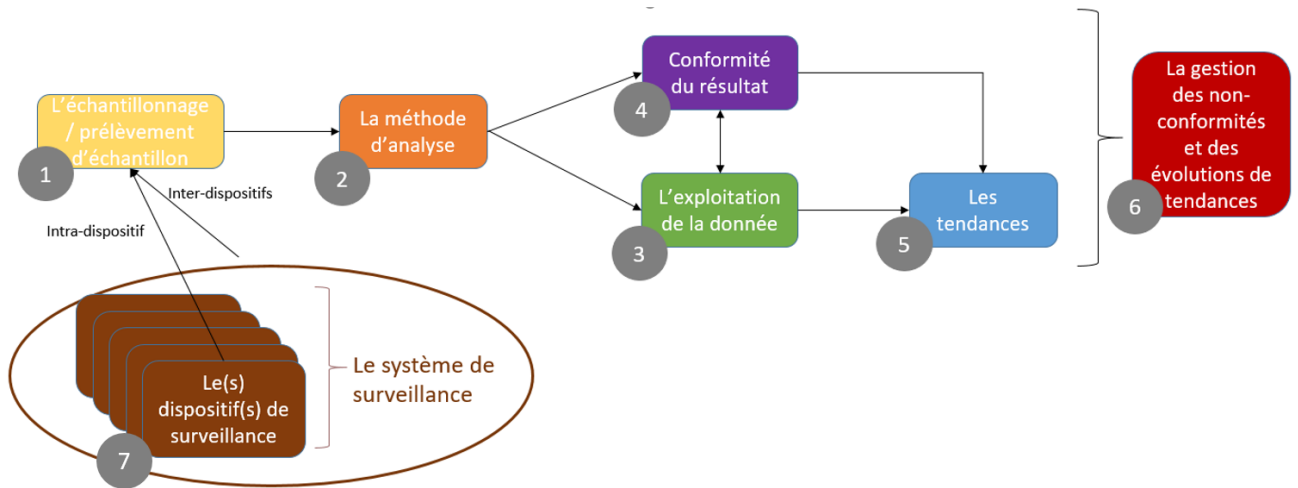 L'échantillonnage
/ prélèvement
d'échantillon
1
La méthode
d'analyse
2
Conformité
du résultat
4
L'exploitation
de la donnée
3
Les
tendances
5
La gestion
des non-
conformités
et des
évolutions de
tendances
6
Inter-dispositifs
Intra-dispositif
Le(s)
dispositif(s) de
surveillance
7
Le système de
surveillance